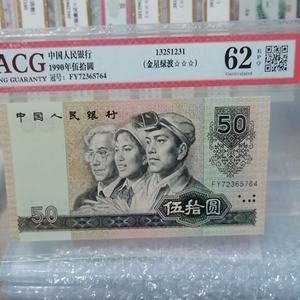 ACG
NG GUARANTY
中国人民银行
1990年伍拾圆
冠号: FY72365764
13251231
(金星绿波☆☆☆)
62
EPQ
Uncirculated
中国人民银行
50
FY72365764
50
伍拾圆